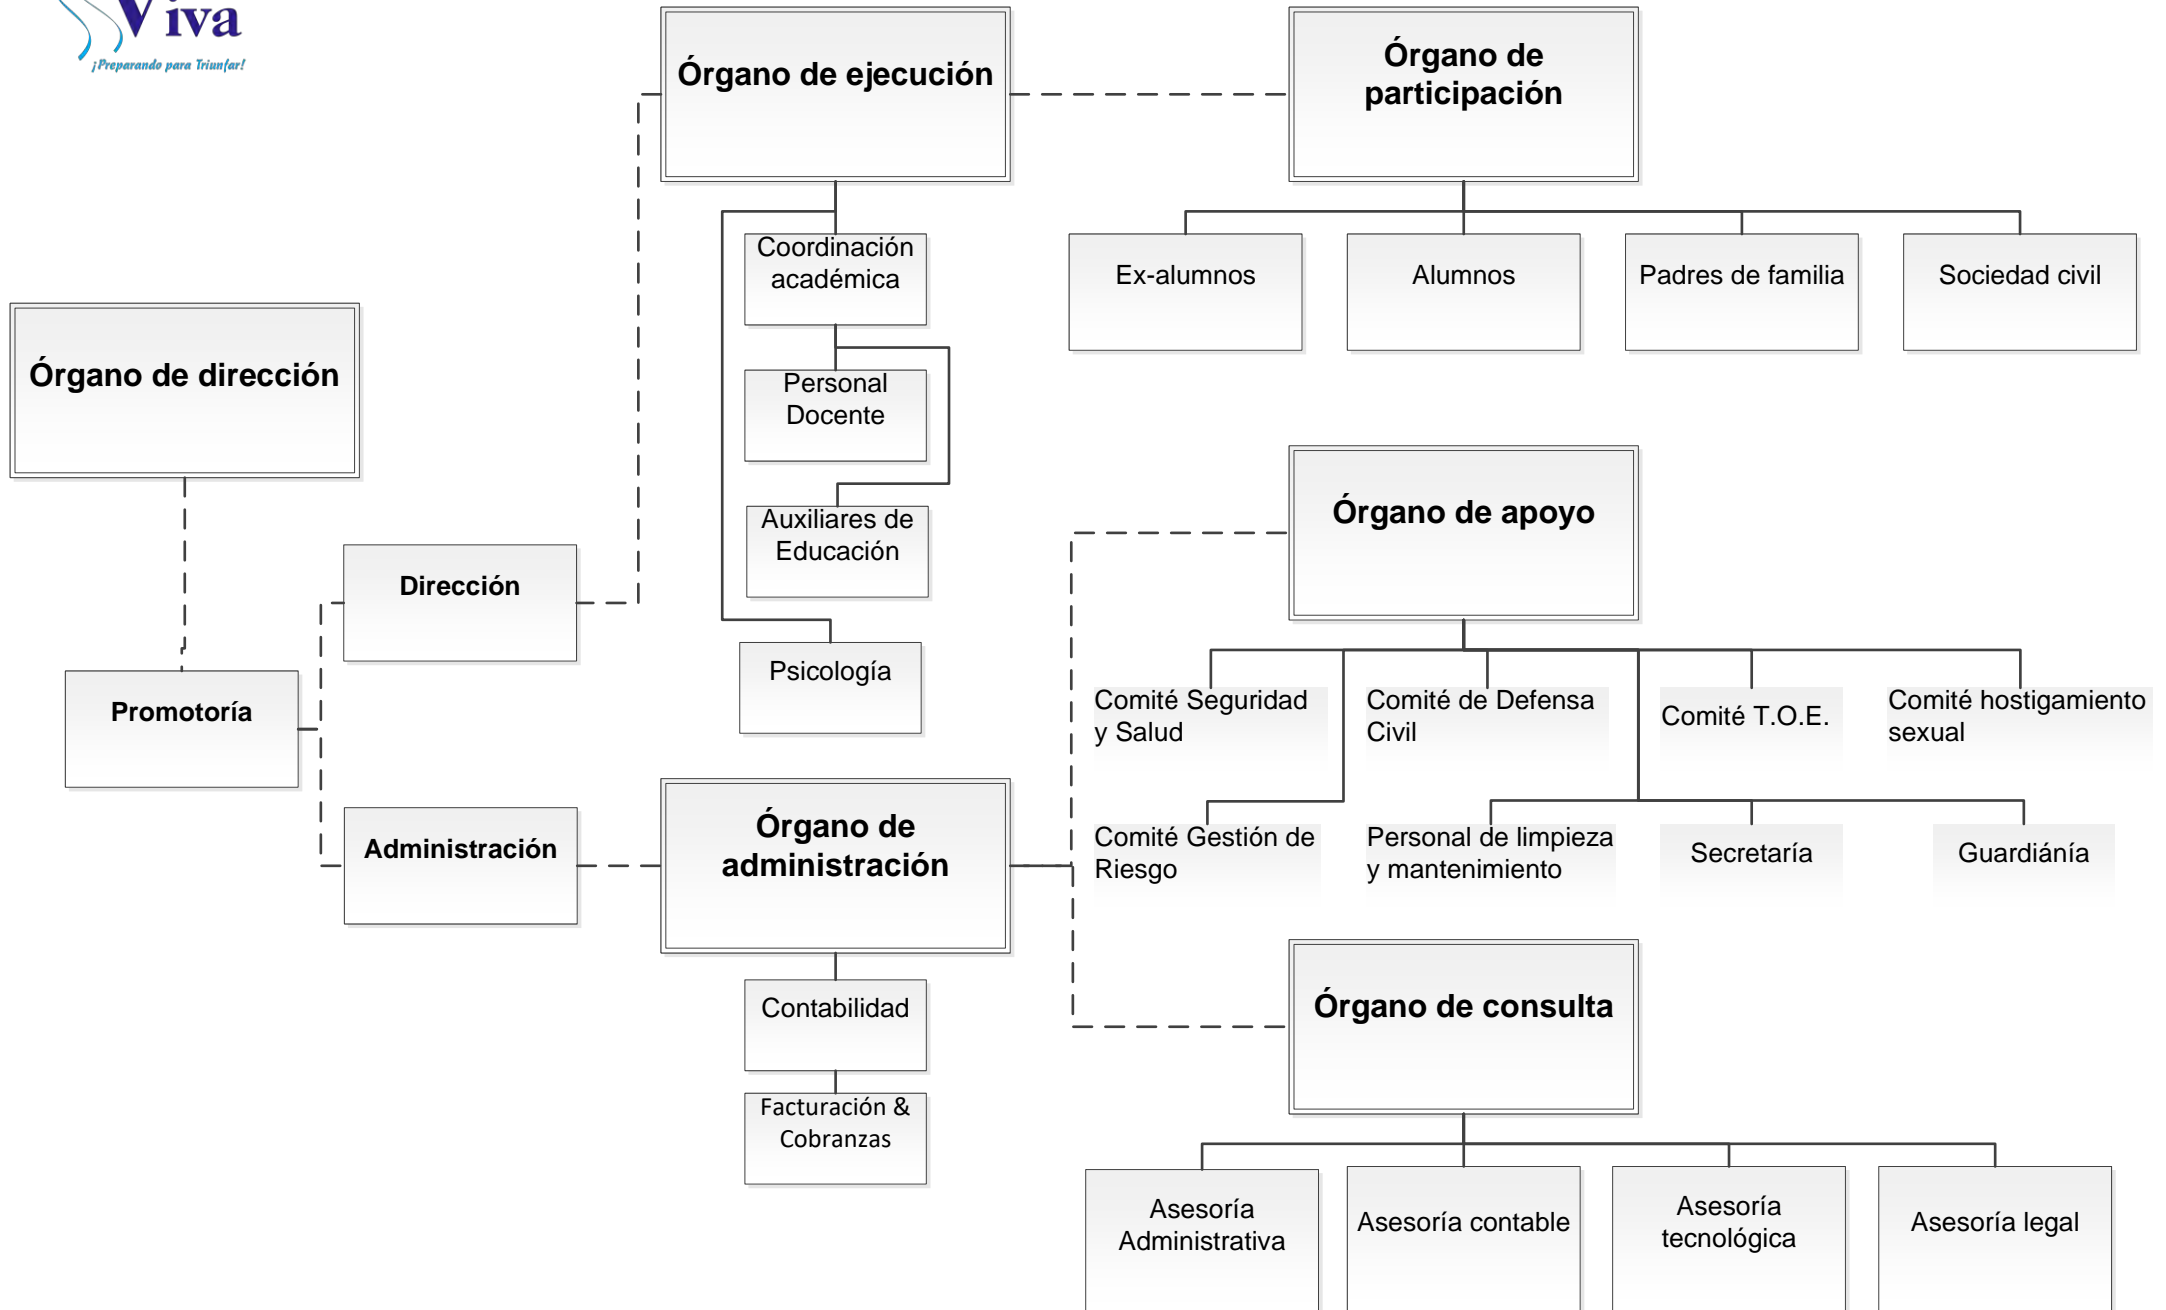 Viva
¡Preparando para Triunfar!
Órgano de ejecución
Órgano de
participación
Coordinación
académica
Ex-alumnos
Alumnos
Padres de familia
Sociedad civil
Órgano de dirección
Personal
Docente
Órgano de apoyo
Auxiliares de
Educación
Dirección
Psicología
Promotoría
Comité Seguridad
y Salud
Comité de Defensa
Civil
Comité T.O.E.
Comité hostigamiento
sexual
Administración
Órgano de
administración
Comité Gestión de
Riesgo
Personal de limpieza
y mantenimiento
Secretaría
Guardiánía
Contabilidad
Órgano de consulta
Facturación &
Cobranzas
Asesoría
Administrativa
Asesoría contable
Asesoría
tecnológica
Asesoría legal